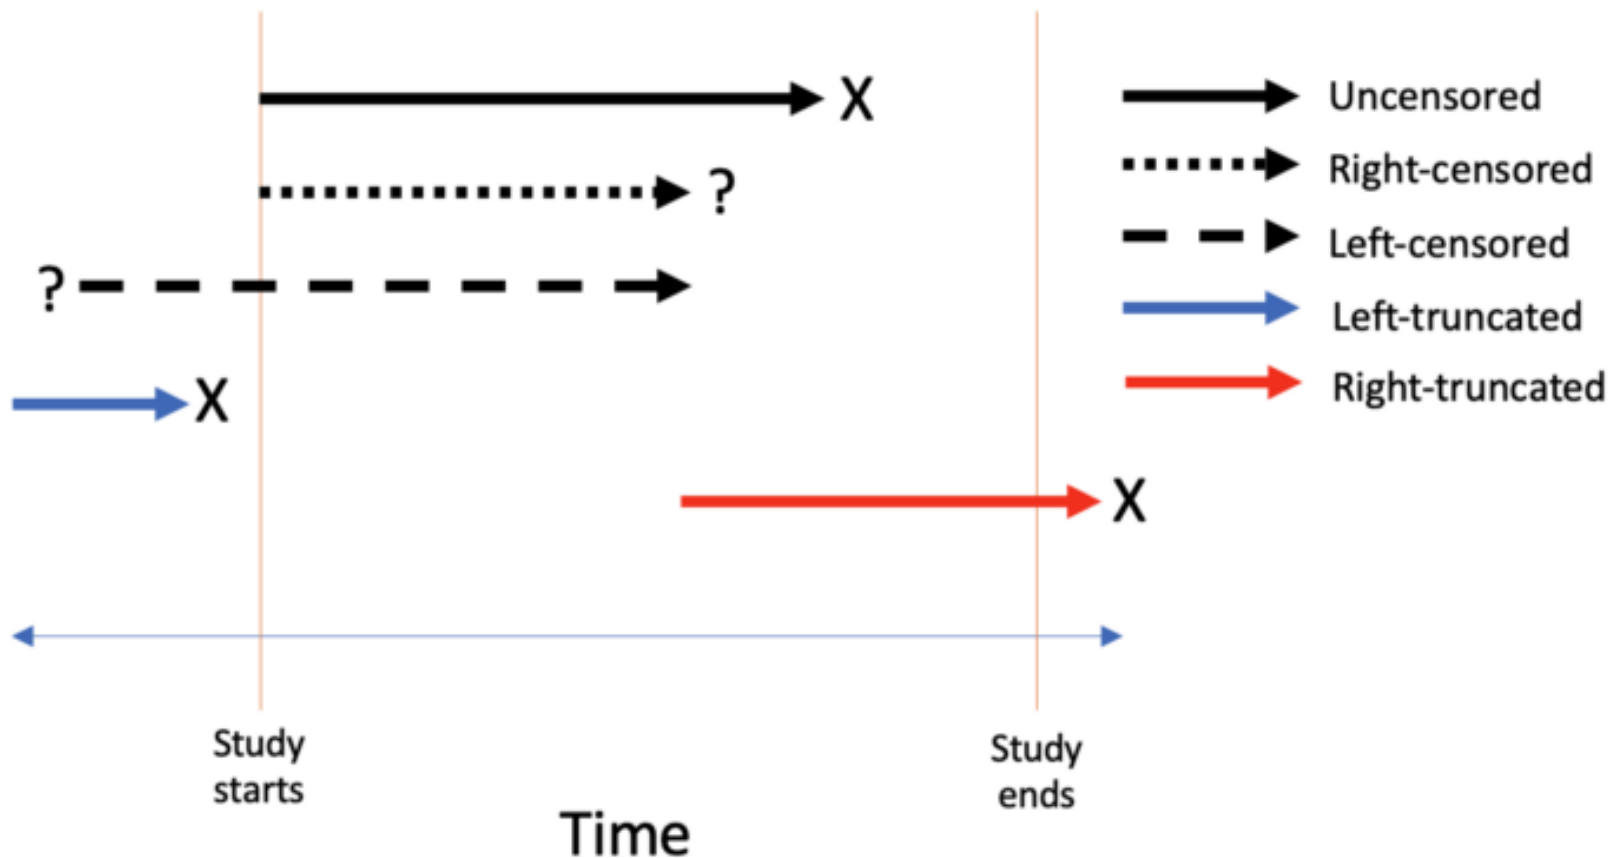 X
?
?
X
X
Uncensored
Right-censored
Left-censored
Left-truncated
Right-truncated
Study
starts
Study
ends
Time